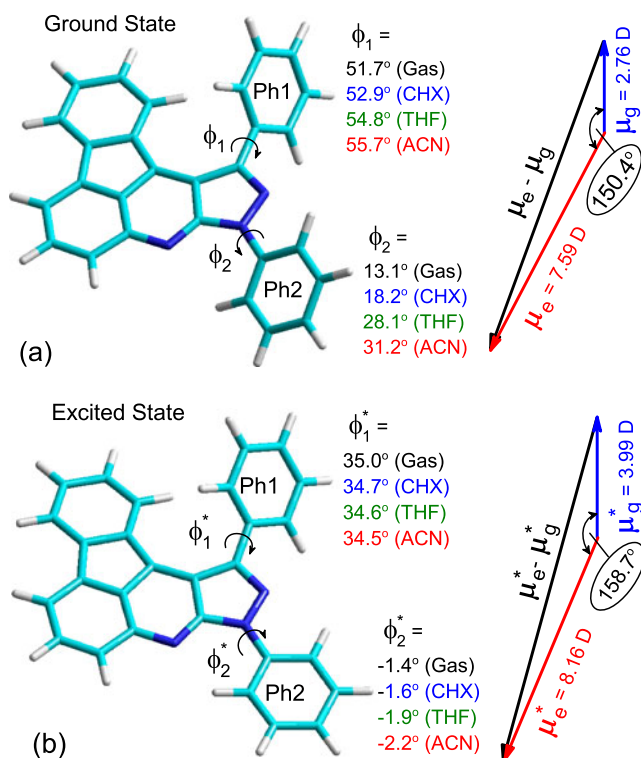 Ground State
Ph1
ϕ1
ϕ2
Ph2
(a)
ϕ1 =
51.7° (Gas)
52.9° (CHX)
54.8° (THF)
55.7° (ACN)
ϕ2 =
13.1° (Gas)
18.2° (CHX)
28.1° (THF)
31.2° (ACN)
μg = 2.76 D
150.4°
μe - μg
μe = 7.59 D
Excited State
Ph1
ϕ1*
ϕ2*
Ph2
(b)
ϕ1* =
35.0° (Gas)
34.7° (CHX)
34.6° (THF)
34.5° (ACN)
ϕ2* =
-1.4° (Gas)
-1.6° (CHX)
-1.9° (THF)
-2.2° (ACN)
μg* = 3.99 D
158.7°
μe* - μg*
μe* = 8.16 D